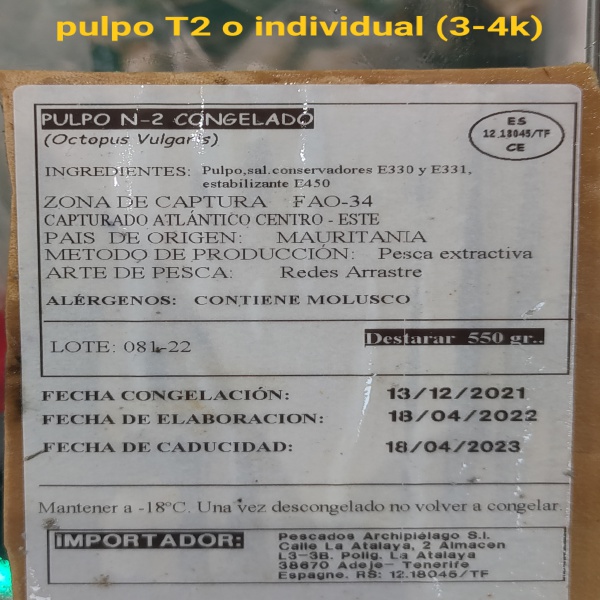 pulpo T2 o individual (3-4k)
PULPO N-2 CONGELADO
(Octopus Vulgaris)
ES
12.18045/TF
CE
INGREDIENTES: Pulpo,sal.conservadores E330 y E331,
estabilizante E450
ZONA DE CAPTURA FAO-34
CAPTURADO ATLÁNTICO CENTRO - ESTE
PAIS DE ORIGEN: MAURITANIA
METODO DE PRODUCCIÓN: Pesca extractiva
ARTE DE PESCA: Redes Arrastre
ALÉRGENOS: CONTIENE MOLUSCO
LOTE: 081-22
Destarar 550 gr..
FECHA CONGELACIÓN: 13/12/2021
FECHA DE ELABORACION: 18/04/2022
FECHA DE CADUCIDAD: 18/04/2023
Mantener a -18ºC. Una vez descongelado no volver a congelar.
IMPORTADOR:
Pescados Archipiélago S.l.
Calle La Atalaya, 2 Almacen
L3-3B. Polig. La Atalaya
38670 Adeje- Tenerife
Espagne. RS: 12.18045/TF